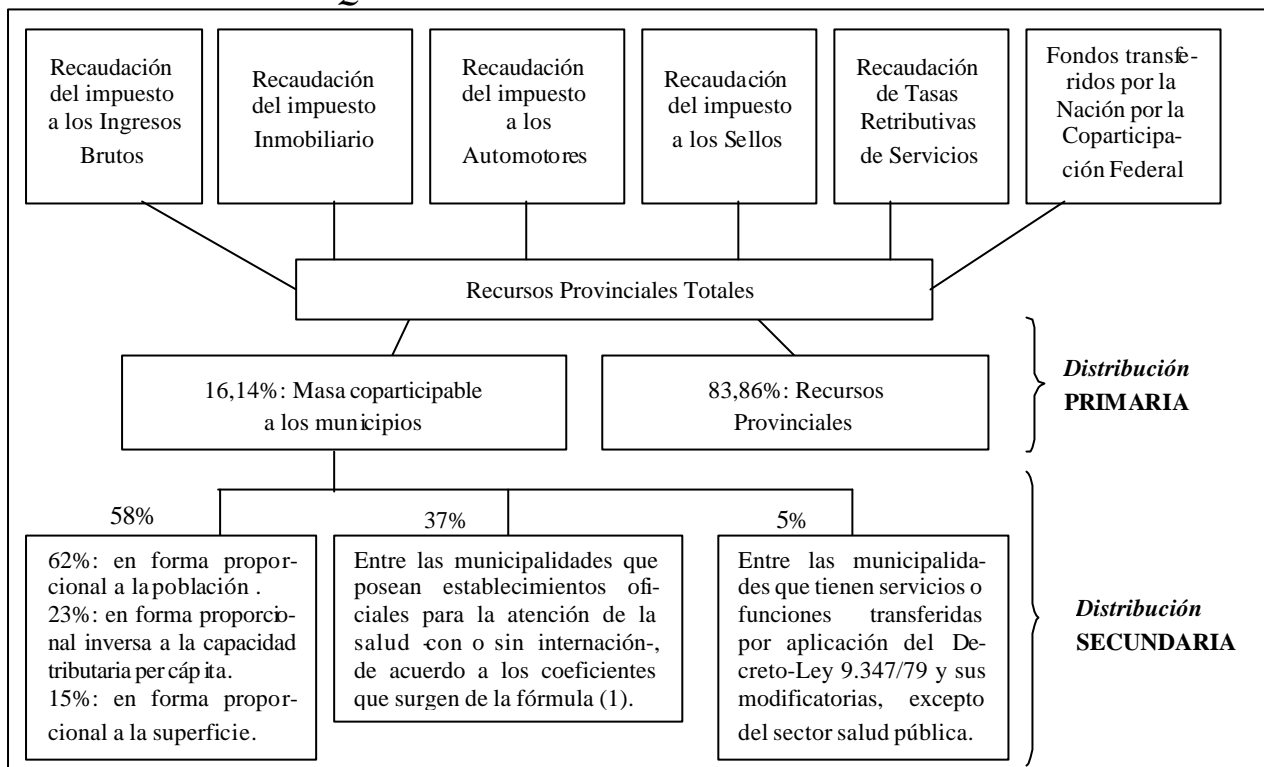 Recaudación
del impuesto
a los Ingresos
Brutos
Recaudación
del impuesto
Inmobiliario
Recaudación
del impuesto
a los
Automotores
Recaudación
del impuesto
a los Sellos
Recaudación
de Tasas
Retributivas
de Servicios
Fondos transfe-
ridos por la
Nación por la
Coparticipa-
ción Federal
Recursos Provinciales Totales
16,14%: Masa coparticipable
a los municipios
83,86%: Recursos
Provinciales
Distribución
PRIMARIA
58%
37%
5%
62%: en forma propor-
cional a la población .
23%: en forma proporcio-
nal inversa a la capacidad
tributaria per cápita.
15%: en forma propor-
cional a la superficie.
Entre las municipalidades que
posean establecimientos ofi-
ciales para la atención de la
salud -con o sin internación-,
de acuerdo a los coeficientes
que surgen de la fórmula (1).
Entre las municipalida-
des que tienen servicios o
funciones transferidas
por aplicación del De-
creto-Ley 9.347/79 y sus
modificatorias, excepto
del sector salud pública.
Distribución
SECUNDARIA